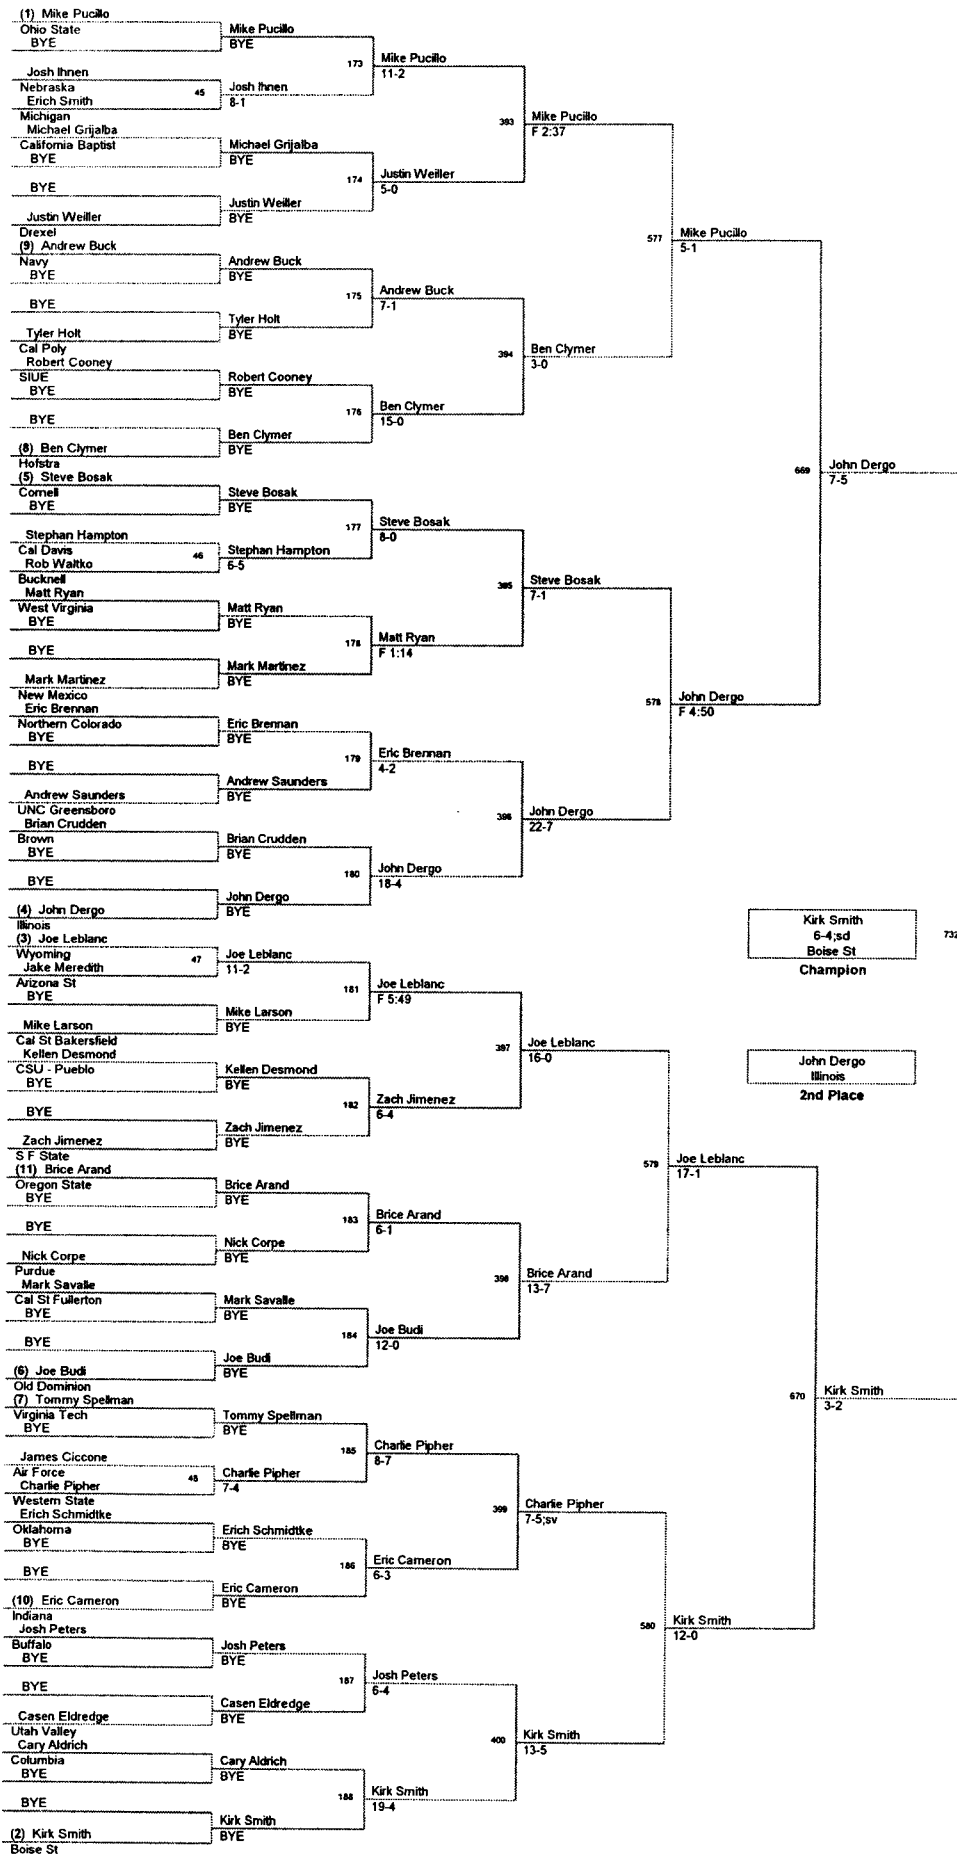 (1) Mike Pucillo
Ohio State
BYE
Josh Ihnen
Nebraska
45
Erich Smith
Michigan
Michael Grijalba
California Baptist
BYE
BYE
Justin Weiller
Drexel
(9) Andrew Buck
Navy
BYE
BYE
Tyler Holt
Cal Poly
Robert Cooney
SIUE
BYE
BYE
(8) Ben Clymer
Hofstra
(5) Steve Bosak
Cornell
BYE
Stephan Hampton
Cal Davis
46
Rob Waltko
Bucknell
Matt Ryan
West Virginia
BYE
BYE
Mark Martinez
New Mexico
Eric Brennan
Northern Colorado
BYE
BYE
Andrew Saunders
UNC Greensboro
Brian Crudden
Brown
BYE
BYE
(4) John Dergo
Illinois
(3) Joe Leblanc
Wyoming
47
Jake Meredith
Arizona St
BYE
Mike Larson
Cal St Bakersfield
Kellen Desmond
CSU - Pueblo
BYE
BYE
Zach Jimenez
S F State
(11) Brice Arand
Oregon State
BYE
BYE
Nick Corpe
Purdue
Mark Savalle
Cal St Fullerton
BYE
BYE
(6) Joe Budi
Old Dominion
(7) Tommy Spellman
Virginia Tech
BYE
James Ciccone
Air Force
48
Charlie Pipher
Western State
Erich Schmidtke
Oklahoma
BYE
BYE
(10) Eric Cameron
Indiana
Josh Peters
Buffalo
BYE
BYE
Casen Eldredge
Utah Valley
Cary Aldrich
Columbia
BYE
BYE
(2) Kirk Smith
Boise St
Mike Pucillo
BYE
173
Josh Ihnen
8-1
Michael Grijalba
BYE
174
Justin Weiller
BYE
Andrew Buck
BYE
175
Tyler Holt
BYE
Robert Cooney
BYE
176
Ben Clymer
BYE
Steve Bosak
BYE
177
Stephan Hampton
6-5
Matt Ryan
BYE
178
Mark Martinez
BYE
Eric Brennan
BYE
179
Andrew Saunders
BYE
Brian Crudden
BYE
180
John Dergo
BYE
Joe Leblanc
11-2
181
Mike Larson
BYE
Kellen Desmond
BYE
182
Zach Jimenez
BYE
Brice Arand
BYE
183
Nick Corpe
BYE
Mark Savalle
BYE
184
Joe Budi
BYE
Tommy Spellman
BYE
185
Charlie Pipher
7-4
Erich Schmidtke
BYE
186
Eric Cameron
BYE
Josh Peters
BYE
187
Casen Eldredge
BYE
Cary Aldrich
BYE
188
Kirk Smith
BYE
Mike Pucillo
11-2
393
Justin Weiller
5-0
Andrew Buck
7-1
394
Ben Clymer
15-0
Steve Bosak
8-0
395
Matt Ryan
F 1:14
Eric Brennan
4-2
396
John Dergo
18-4
Joe Leblanc
F 5:49
397
Zach Jimenez
6-4
Brice Arand
6-1
398
Joe Budi
12-0
Charlie Pipher
8-7
399
Eric Cameron
6-3
Josh Peters
6-4
400
Kirk Smith
19-4
Mike Pucillo
F 2:37
577
Ben Clymer
3-0
Steve Bosak
7-1
578
John Dergo
22-7
Joe Leblanc
16-0
579
Brice Arand
13-7
Charlie Pipher
7-5;sv
580
Kirk Smith
13-5
Mike Pucillo
5-1
669
John Dergo
F 4:50
Joe Leblanc
17-1
670
Kirk Smith
12-0
John Dergo
7-5
Kirk Smith
3-2
Kirk Smith
6-4;sd
Boise St
732
Champion
John Dergo
Illinois
2nd Place